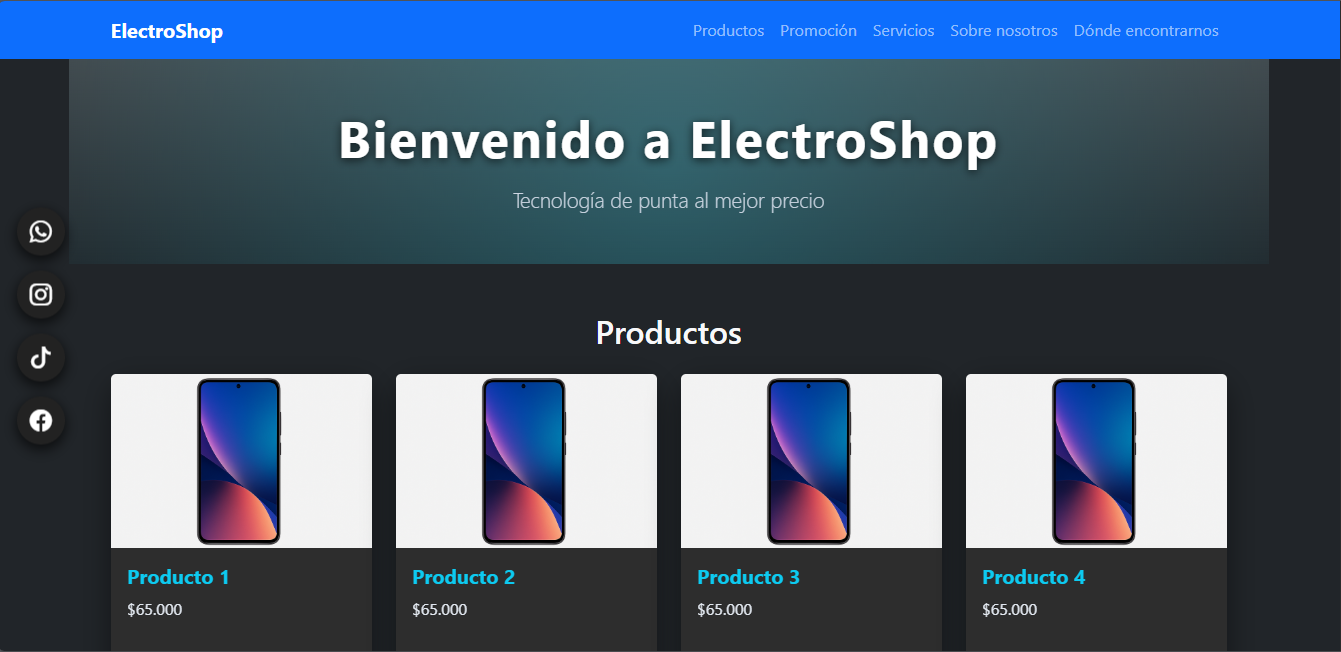 ElectroShop
Productos Promoción Servicios Sobre nosotros Dónde encontrarnos
Bienvenido a ElectroShop
Tecnología de punta al mejor precio
Productos
Producto 1
$65.000
Producto 2
$65.000
Producto 3
$65.000
Producto 4
$65.000